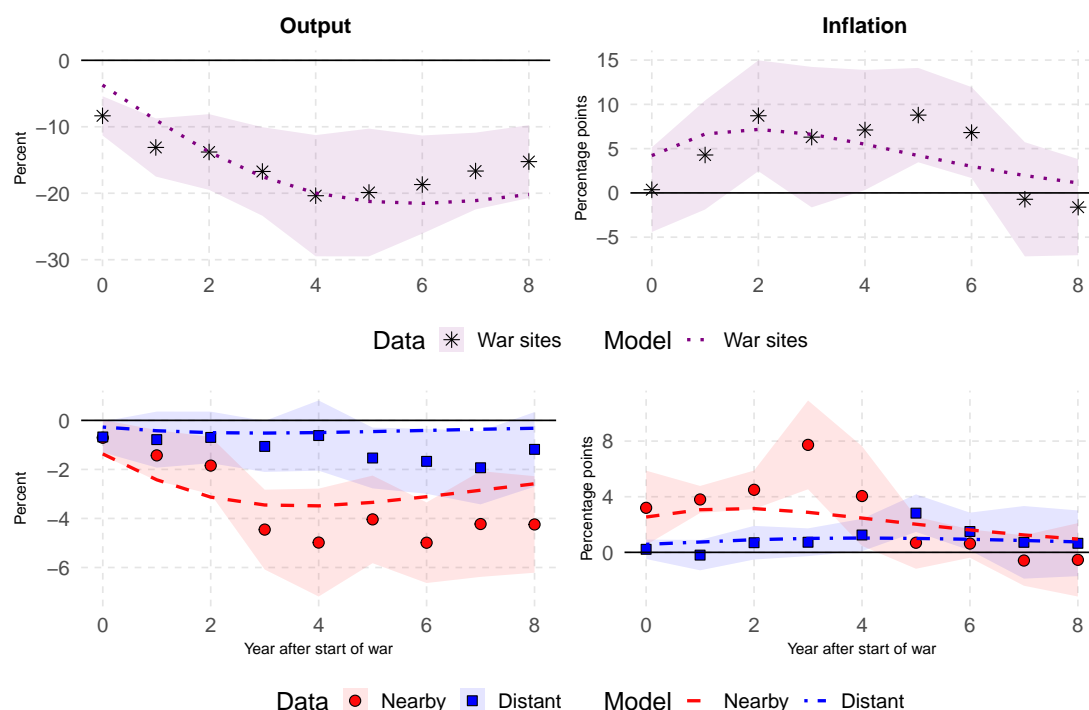 Output
Inflation
Percent
0
−10
−20
−30
0 2 4 6 8
Percentage points
15
10
5
0
−5
0 2 4 6 8
Data War sites Model War sites
Percent
0
−2
−4
−6
0 2 4 6 8
Year after start of war
Percentage points
8
4
0
0 2 4 6 8
Year after start of war
Data Nearby Distant Model Nearby Distant